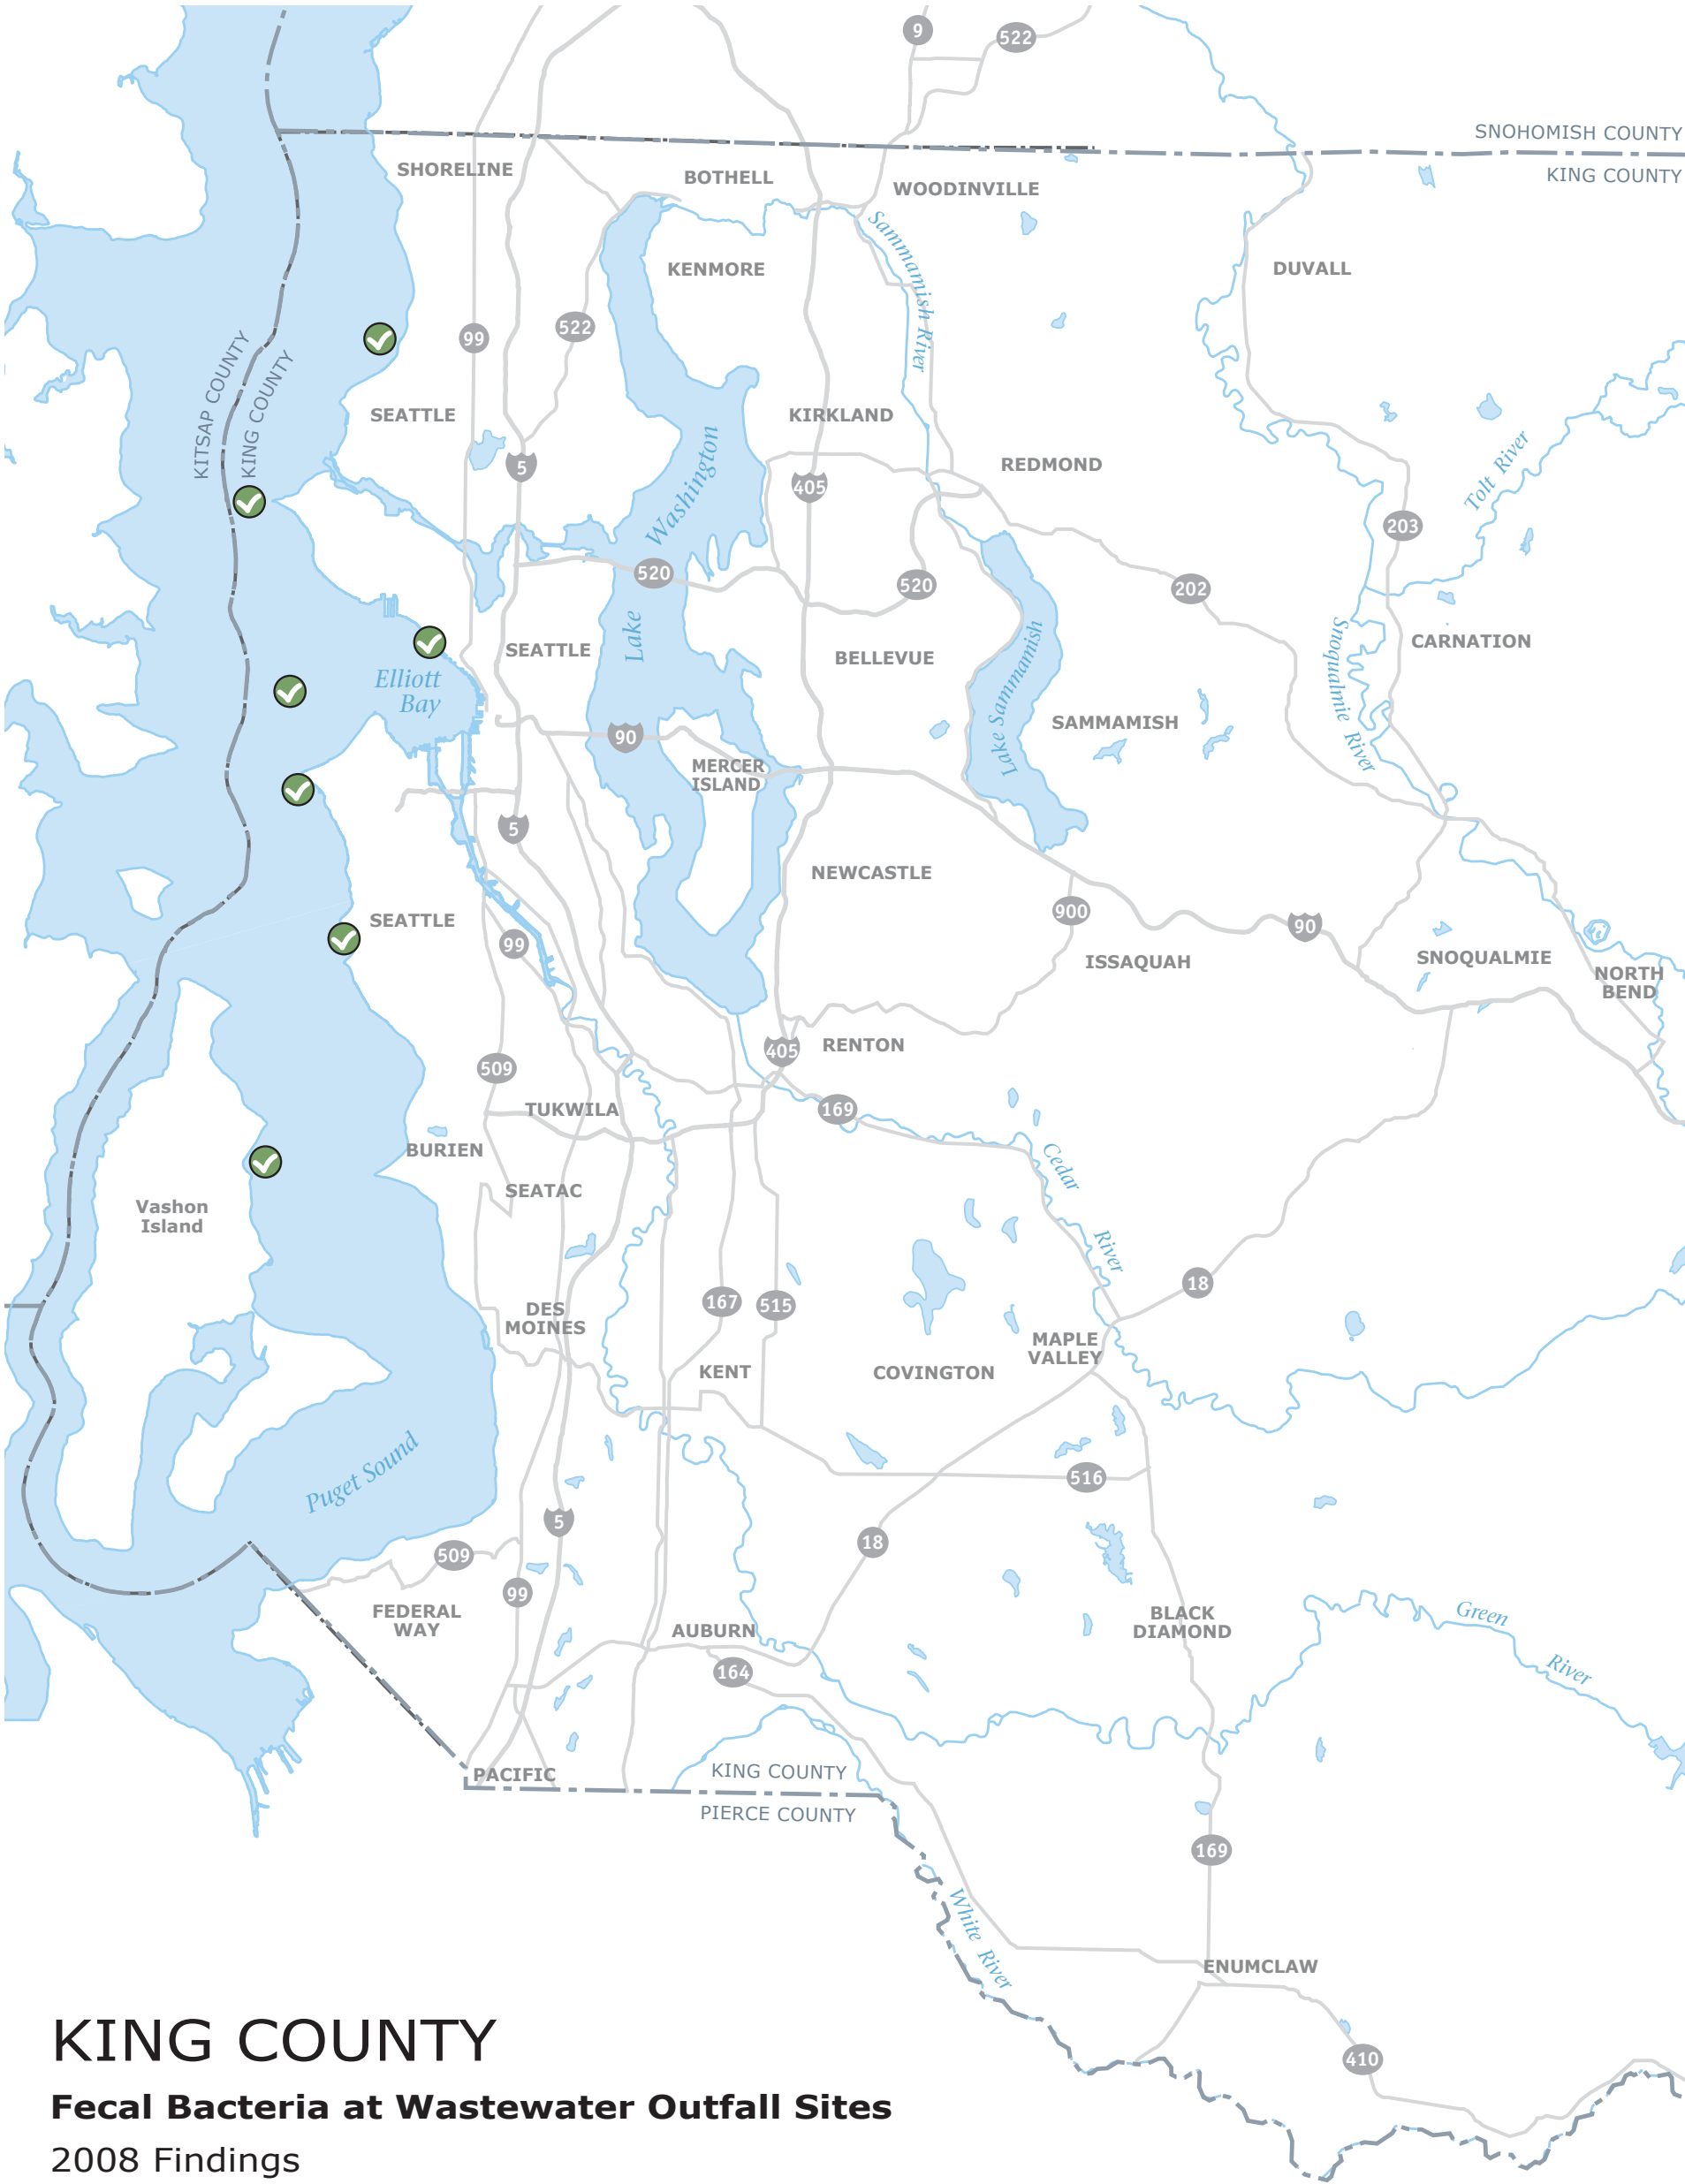 9
522
SNOHOMISH COUNTY
KING COUNTY
SHORELINE
BOTHELL
WOODINVILLE
Sammamish River
KENMORE
DUVALL
99
522
KITSAP COUNTY
KING COUNTY
SEATTLE
KIRKLAND
5
405
REDMOND
Tolt River
203
Lake Washington
520
520
202
SEATTLE
BELLEVUE
Lake Sammamish
Snoqualmie River
CARNATION
Elliott
Bay
90
SAMMAMISH
MERCER
ISLAND
5
NEWCASTLE
SEATTLE
99
900
90
ISSAQUAH
SNOQUALMIE
NORTH
BEND
405
RENTON
509
TUKWILA
169
BURIEN
Cedar River
SEATAC
Vashon
Island
18
167
515
DES
MOINES
MAPLE
VALLEY
KENT
COVINGTON
Puget Sound
516
5
18
509
99
FEDERAL
WAY
AUBURN
BLACK
DIAMOND
Green River
164
PACIFIC
KING COUNTY
PIERCE COUNTY
169
White River
ENUMCLAW
410
KING COUNTY
Fecal Bacteria at Wastewater Outfall Sites
2008 Findings